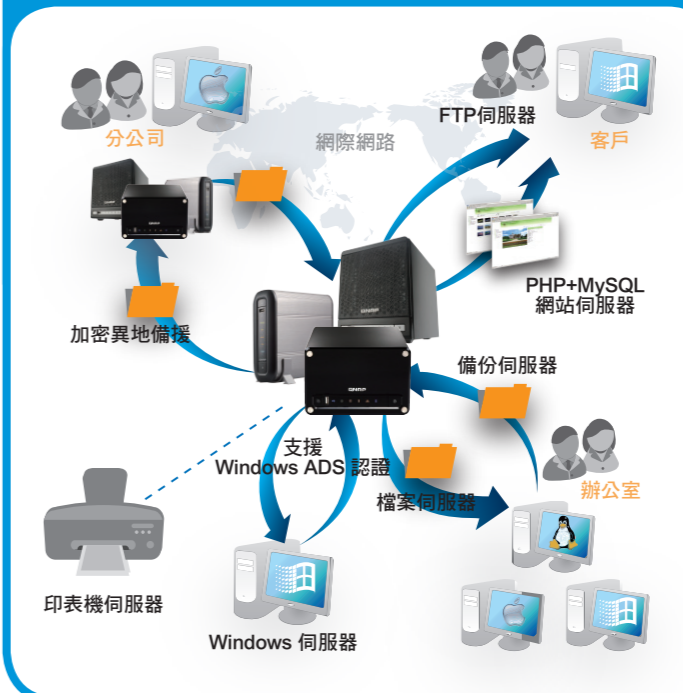 FTP伺服器
分公司
網際網路
客戶
QNAP
PHP+MySQL
網站伺服器
加密異地備援
備份伺服器
QNAP
支援
Windows ADS 認證
辦公室
檔案伺服器
印表機伺服器
Windows 伺服器